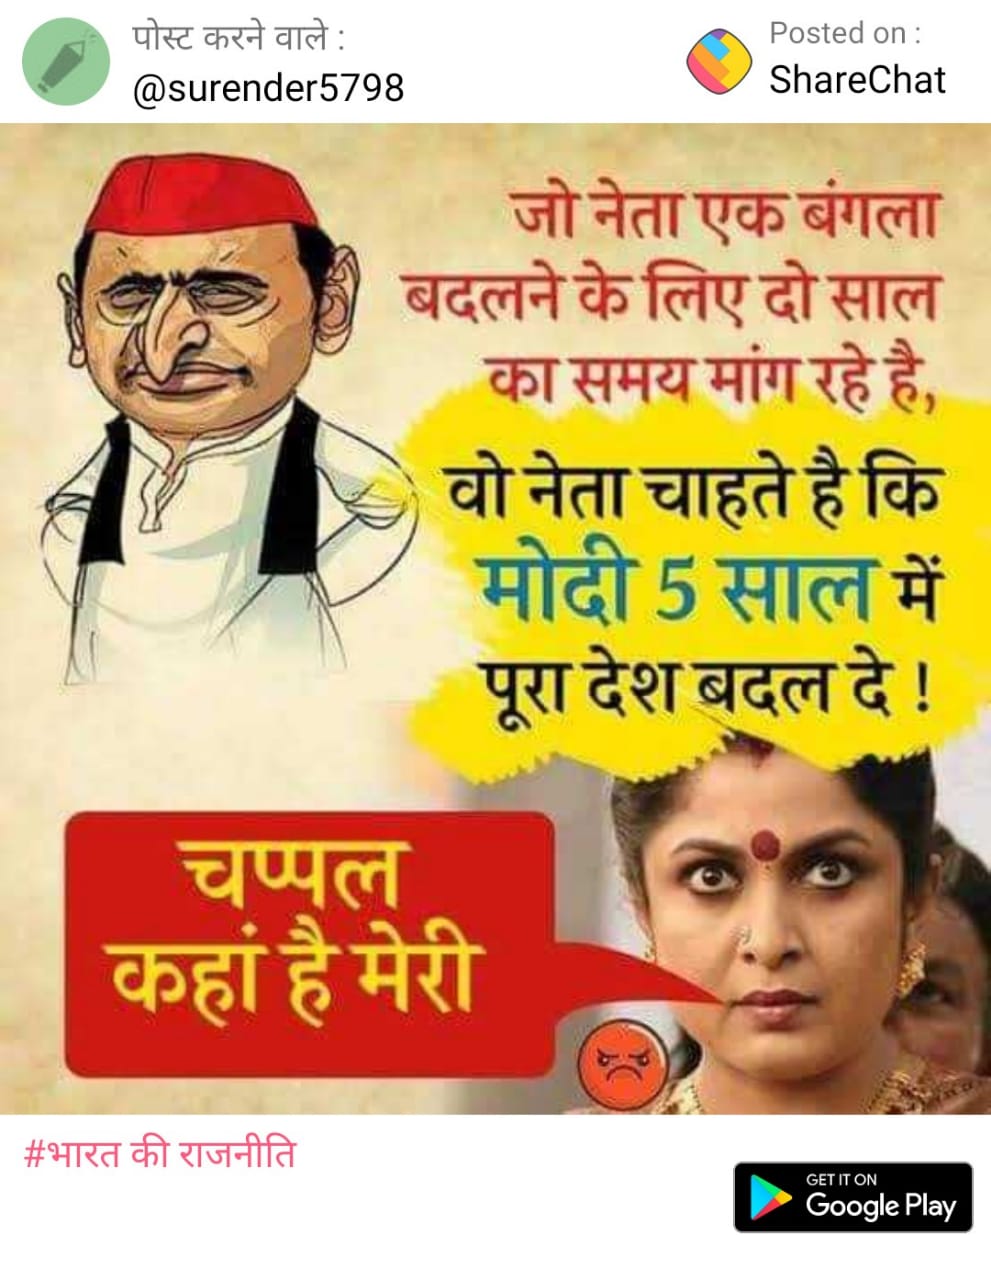 पोस्ट करने वाले :
@surender5798
Posted on :
ShareChat
जो नेता एक बंगला
बदलने के लिए दो साल
का समय मांग रहे है,
वो नेता चाहते है कि
मोदी 5 साल में
पूरा देश बदल दे !
चप्पल
कहां है मेरी
#भारत की राजनीति
GET IT ON
Google Play